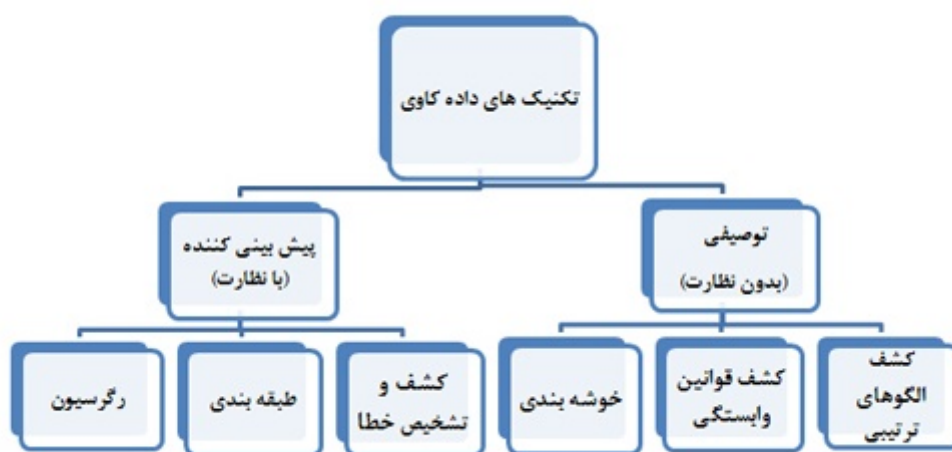 تکنیک های داده کاوی
توصیفی
(بدون نظارت)
پیش بینی کننده
(با نظارت)
کشف
الگوهای
ترتیبی
کشف قوانین
وابستگی
خوشه بندی
کشف و
تشخیص خطا
طبقه بندی
رگرسیون